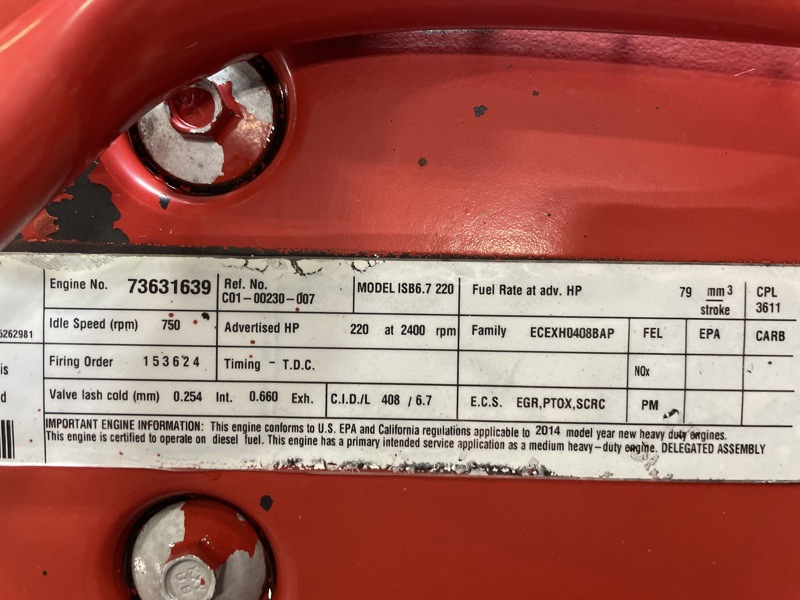 Engine No. 73631639 Ref. No. C01-00230-007 MODEL ISB6.7 220 Fuel Rate at adv. HP 79 mm3 stroke CPL 3611
5262981 Idle Speed (rpm) 750 Advertised HP 220 at 2400 rpm Family ECEXH0408BAP FEL EPA CARB
is Firing Order 153624 Timing - T.D.C. NOx
d Valve lash cold (mm) 0.254 Int. 0.660 Exh. C.I.D./L 408 / 6.7 E.C.S. EGR,PTOX,SCRC PM
IMPORTANT ENGINE INFORMATION: This engine conforms to U.S. EPA and California regulations applicable to 2014 model year new heavy duty engines.
This engine is certified to operate on diesel fuel. This engine has a primary intended service application as a medium heavy-duty engine. DELEGATED ASSEMBLY